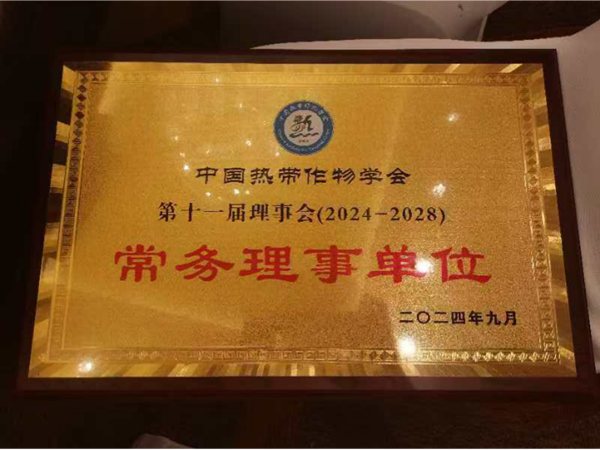 中国热带作物学会
第十一届理事会(2024-2028)
常务理事单位
二〇二四年九月